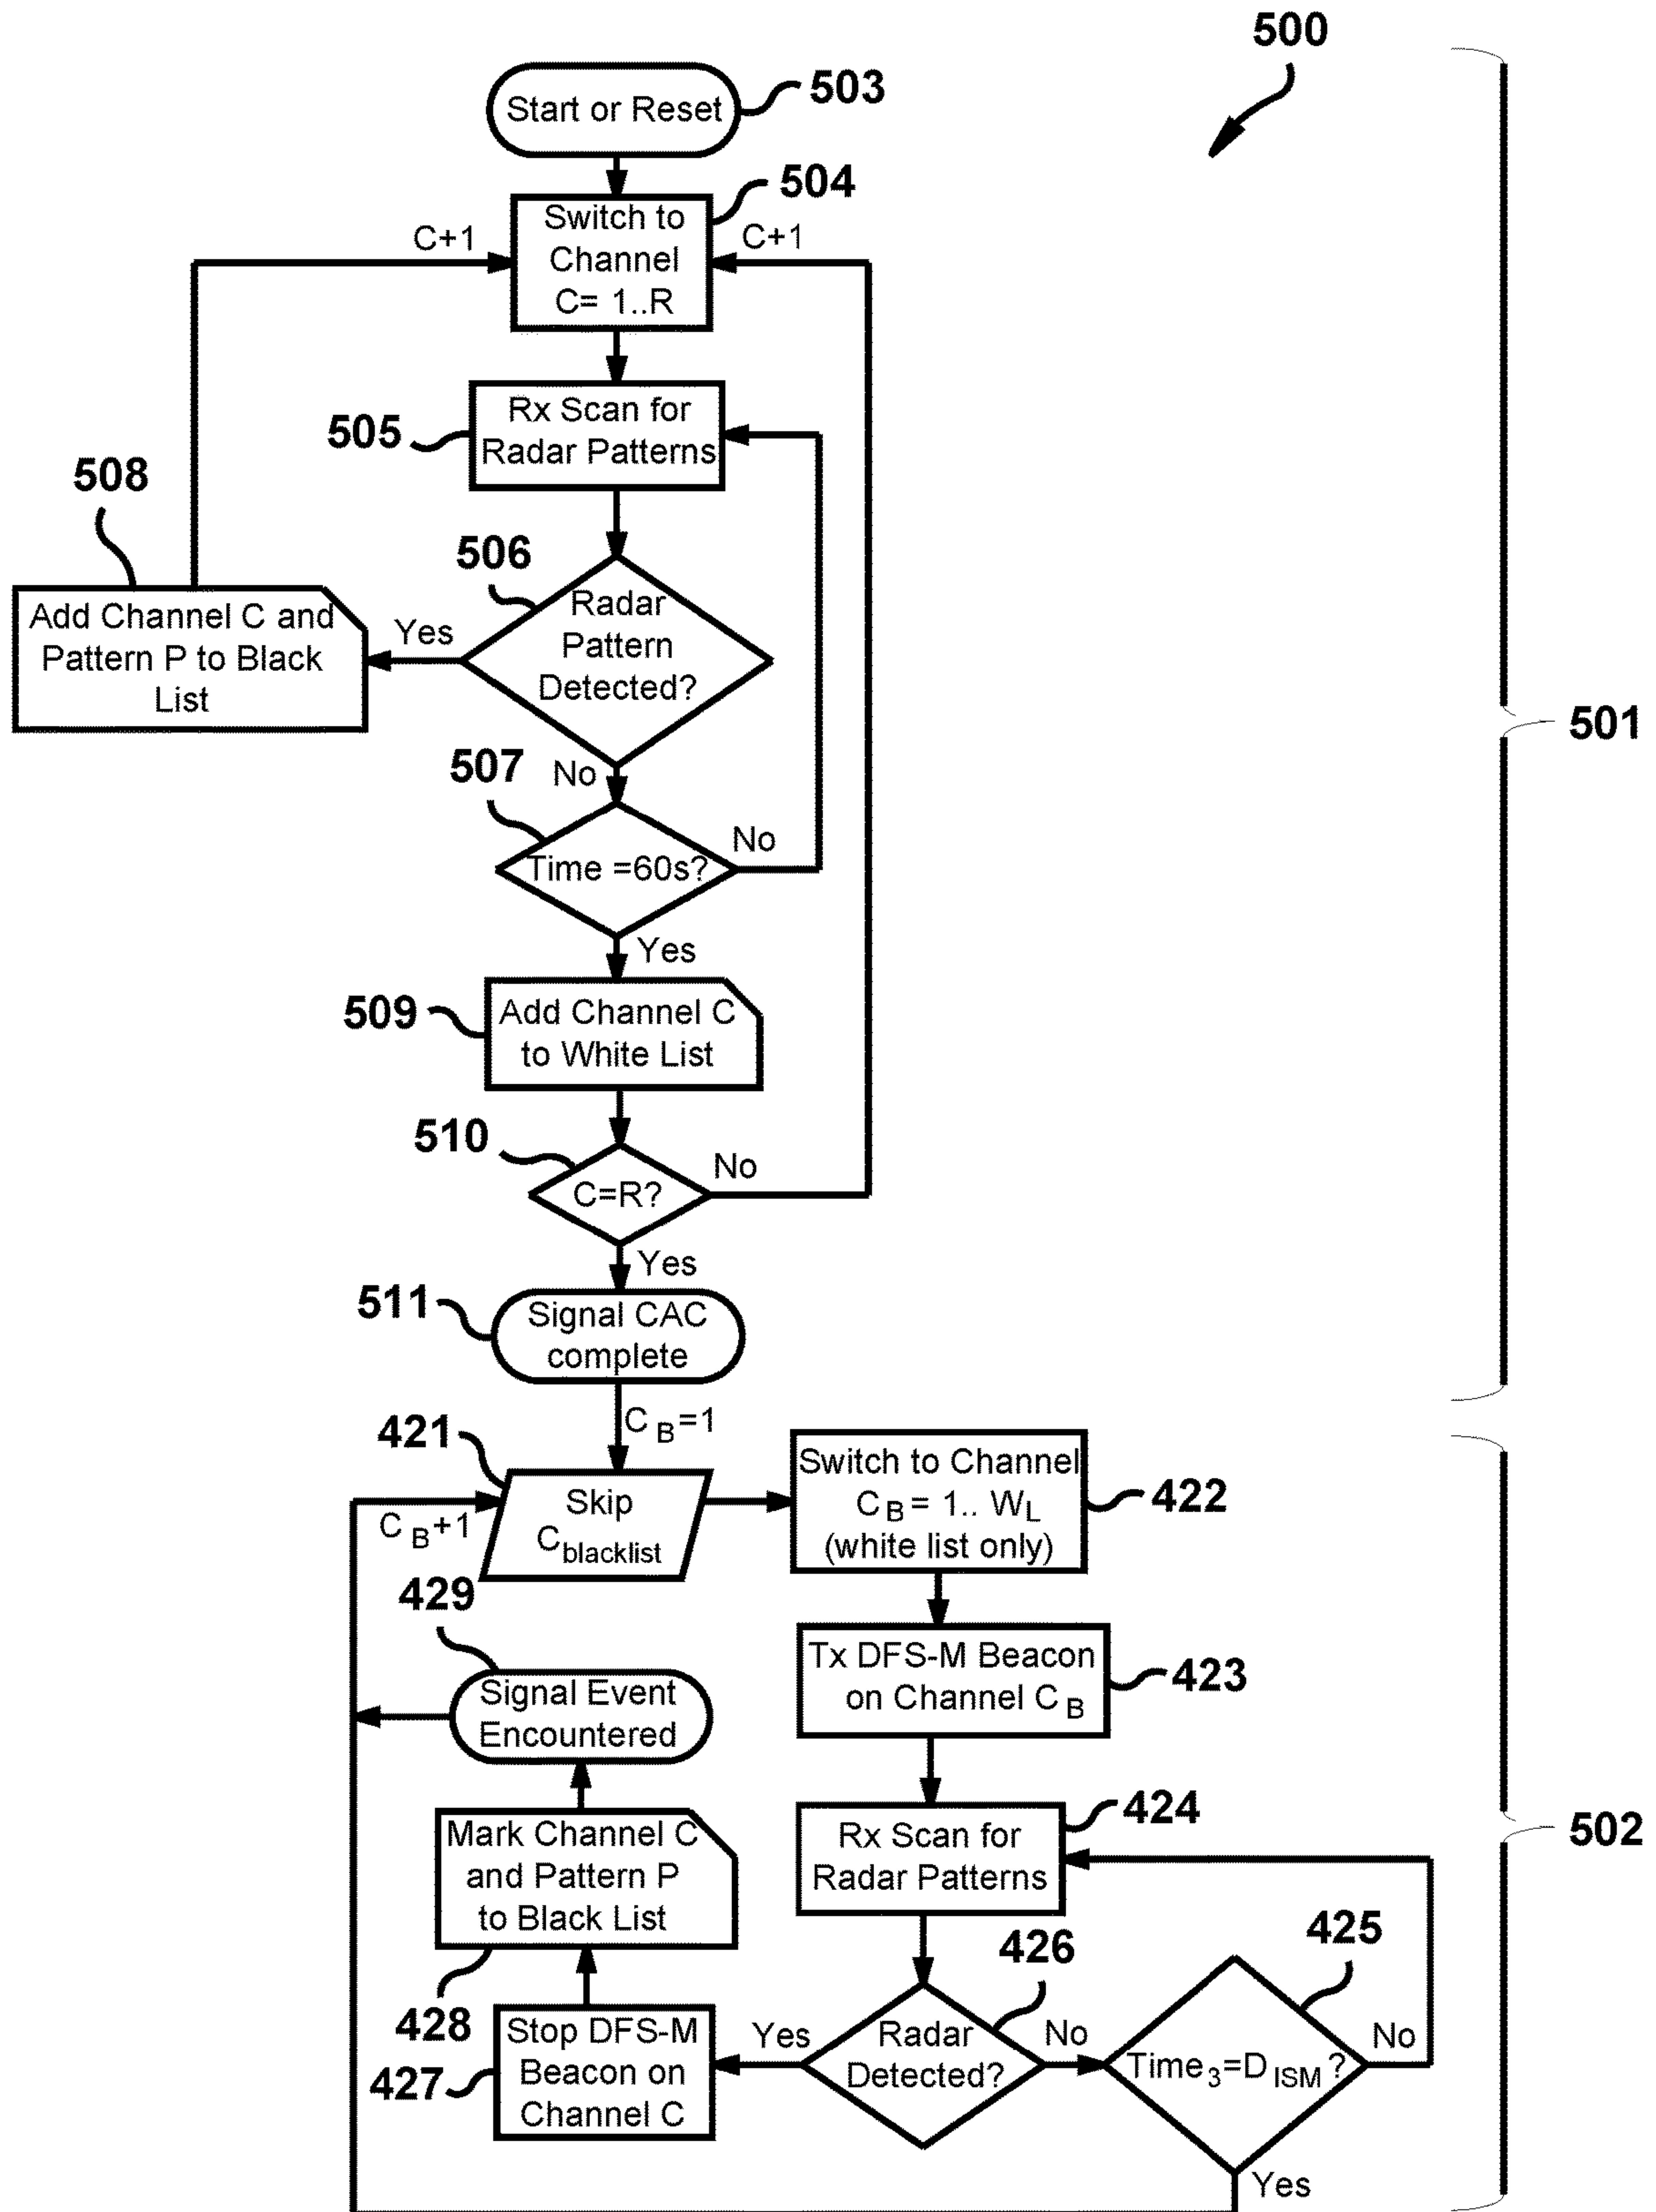 500
Start or Reset
503
504
Switch to
Channel
C= 1..R
C+1
C+1
Rx Scan for
Radar Patterns
505
508
506
Add Channel C and
Pattern P to Black
List
Yes
Radar
Pattern
Detected?
501
507
No
Time =60s?
No
Yes
509
Add Channel C
to White List
510
C=R?
No
Yes
511
Signal CAC
complete
C B =1
421
Skip
C blacklist
C B +1
Switch to Channel
C B = 1.. W L
(white list only)
422
429
Signal Event
Encountered
Tx DFS-M Beacon
on Channel C B
423
Mark Channel C
and Pattern P
to Black List
428
Rx Scan for
Radar Patterns
424
502
426
425
Stop DFS-M
Beacon on
Channel C
427
Yes
Radar
Detected?
No
Time 3 =D ISM ?
No
Yes